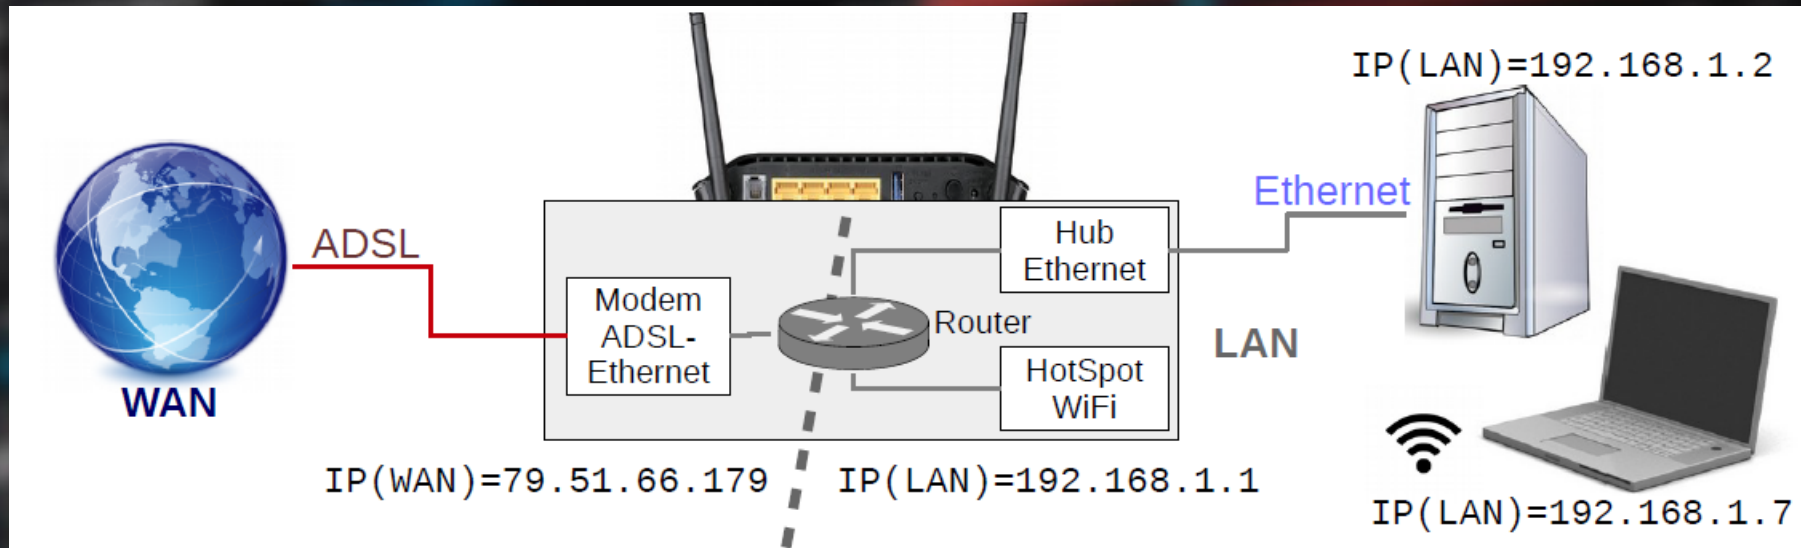 IP(LAN)=192.168.1.2
Ethernet
ADSL
Hub
Ethernet
Modem
ADSL-
Ethernet
Router
LAN
HotSpot
WiFi
WAN
IP(WAN)=79.51.66.179
IP(LAN)=192.168.1.1
IP(LAN)=192.168.1.7